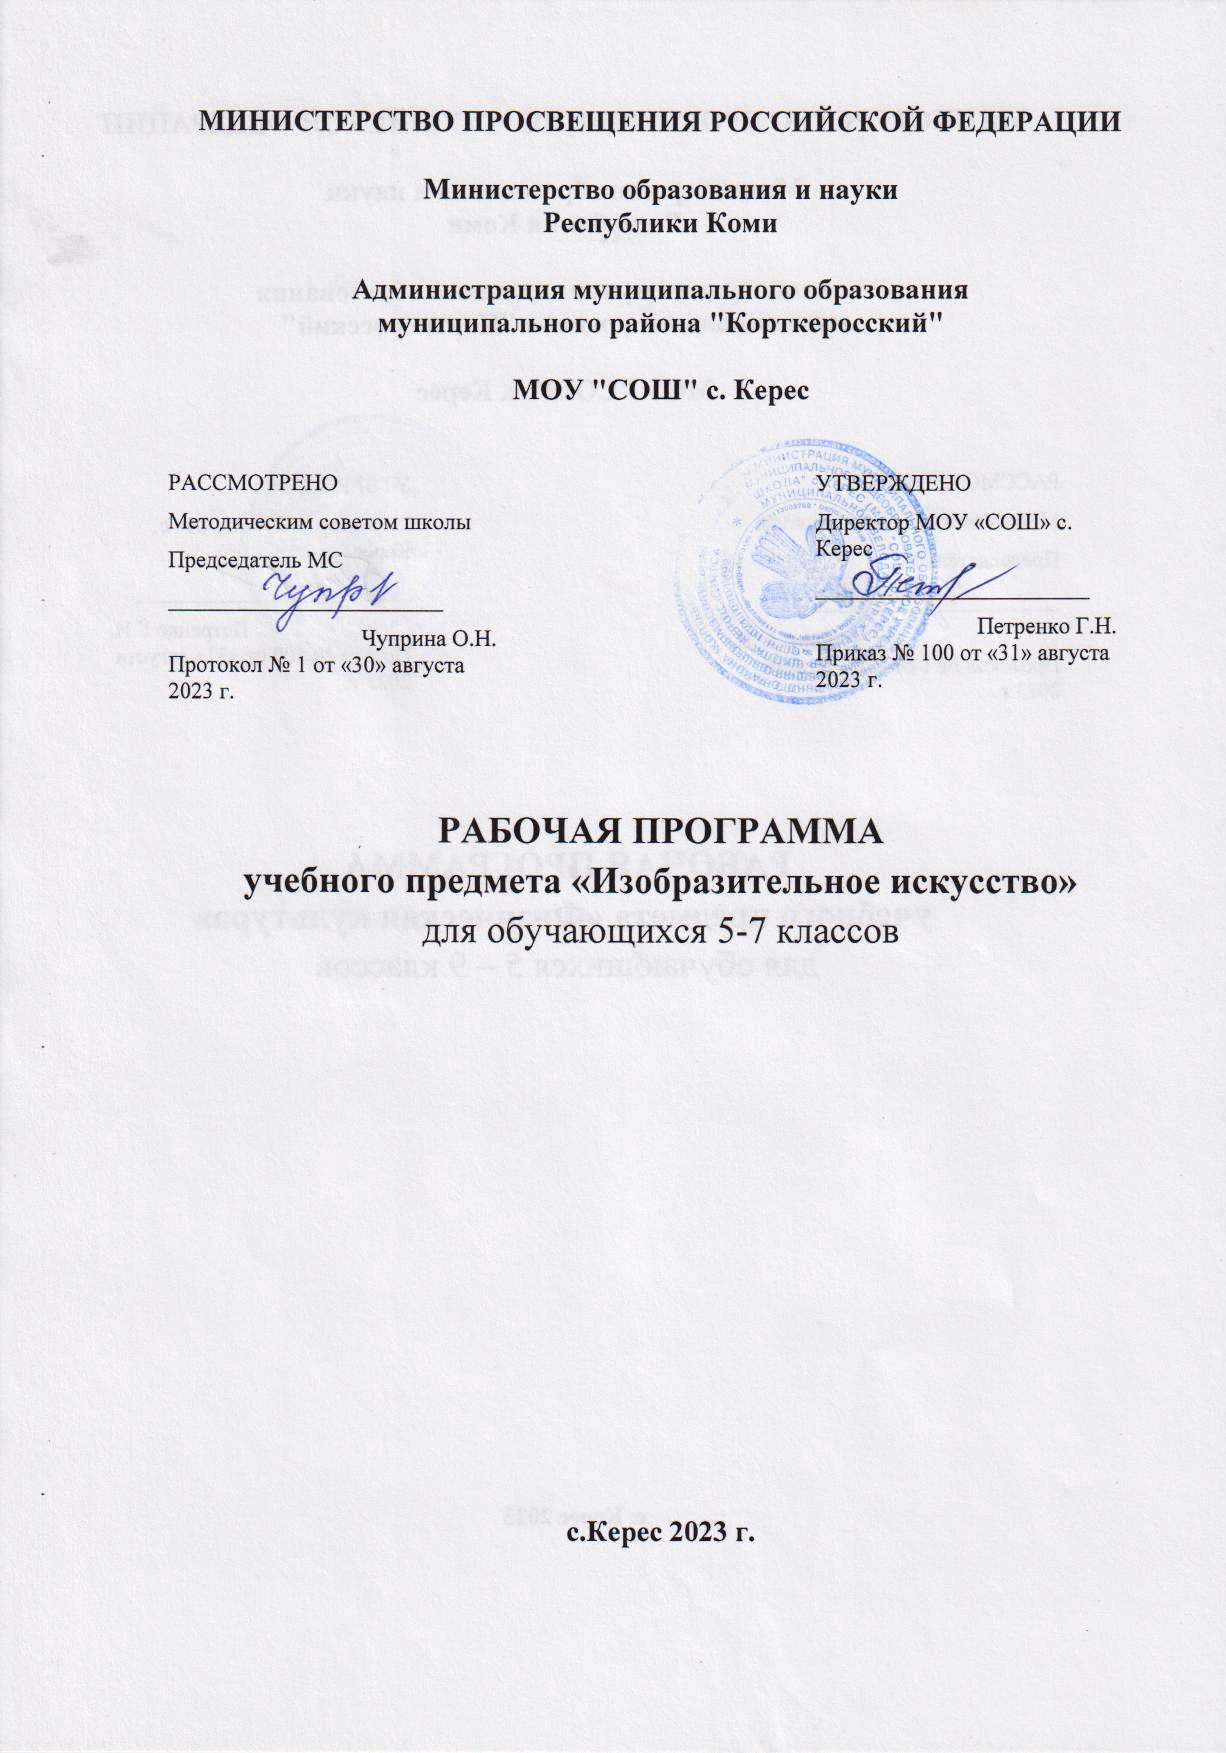 МИНИСТЕРСТВО ПРОСВЕЩЕНИЯ РОССИЙСКОЙ ФЕДЕРАЦИИ
Министерство образования и науки
Республики Коми
Администрация муниципального образования
муниципального района "Корткеросский"
МОУ "СОШ" с. Керес
РАССМОТРЕНО
Методическим советом школы
Председатель МС
Чупр
Чуприна О.Н.
Протокол № 1 от «30» августа
2023 г.
УТВЕРЖДЕНО
Директор МОУ «СОШ» с.
Керес
Петр
Петренко Г.Н.
Приказ № 100 от «31» августа
2023 г.
РАБОЧАЯ ПРОГРАММА
учебного предмета «Изобразительное искусство»
для обучающихся 5-7 классов
с.Керес 2023 г.